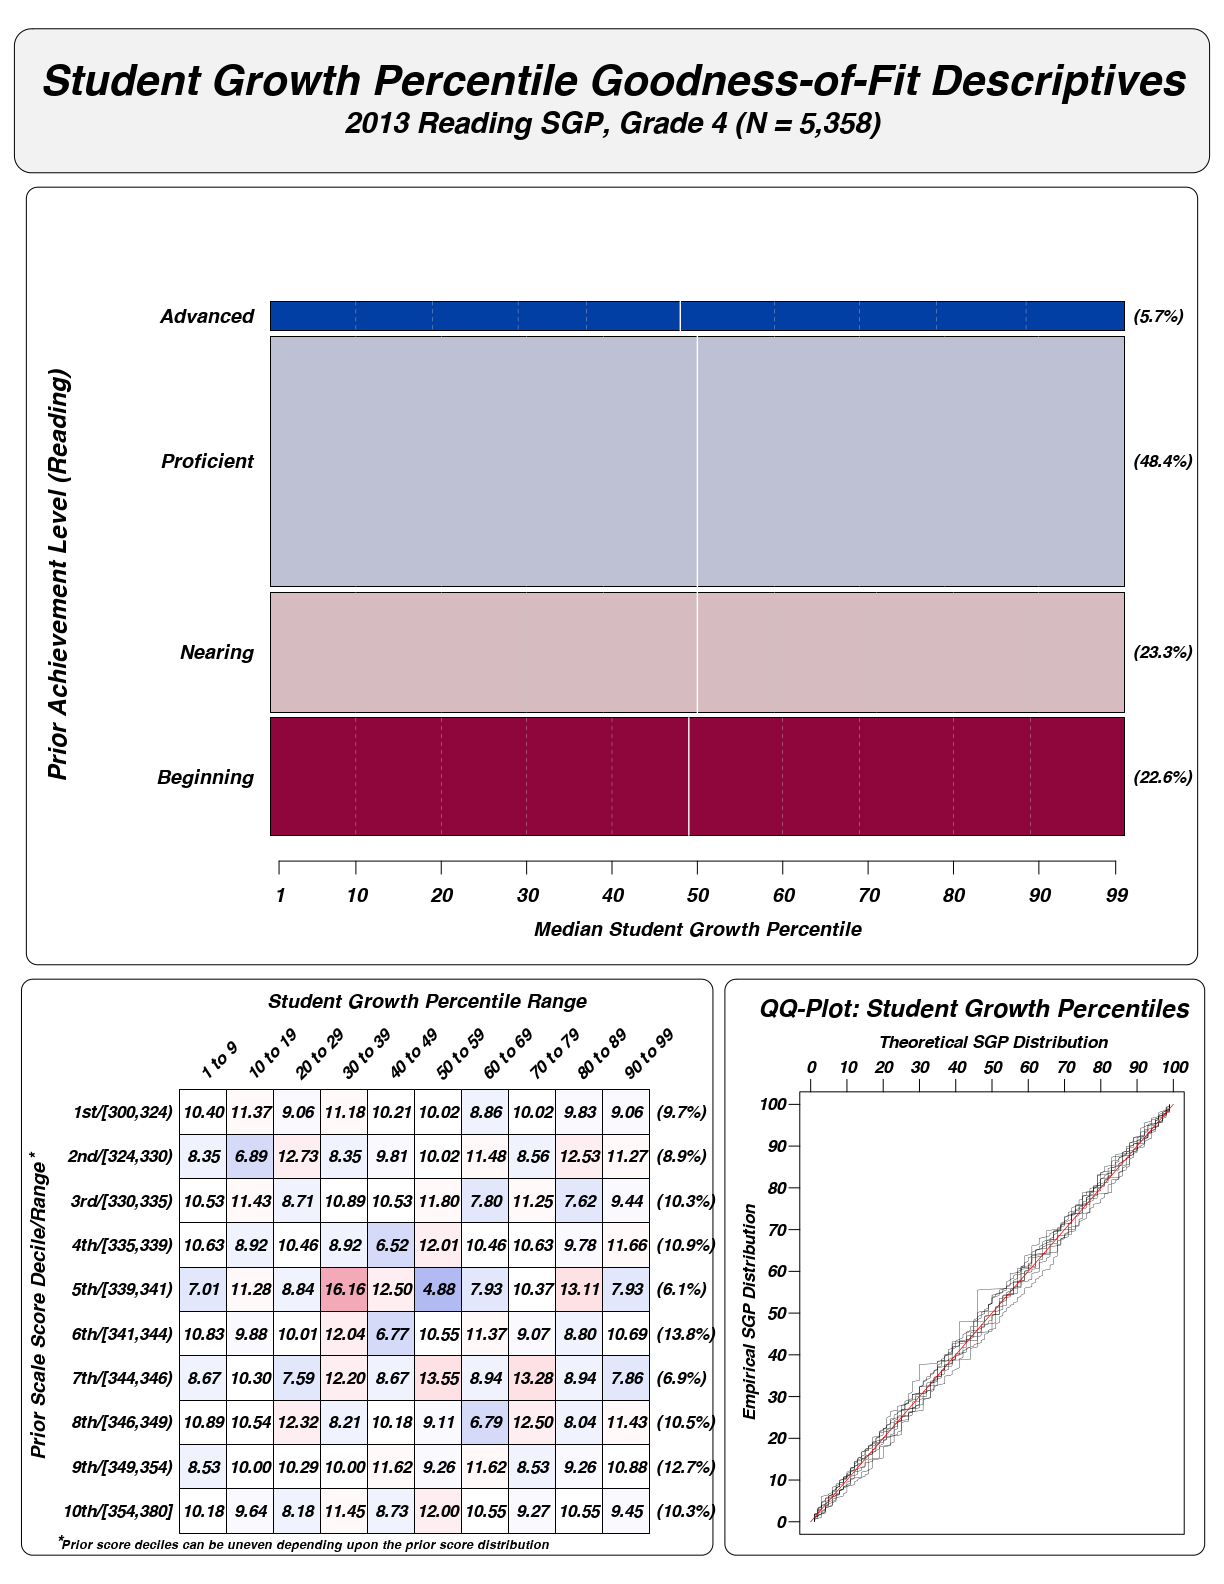 Student Growth Percentile Goodness-of-Fit Descriptives
2013 Reading SGP, Grade 4 (N = 5,358)
Prior Achievement Level (Reading)
Advanced (5.7%)
Proficient (48.4%)
Nearing (23.3%)
Beginning (22.6%)
1 10 20 30 40 50 60 70 80 90 99
Median Student Growth Percentile
Student Growth Percentile Range
1 to 9 10 to 19 20 to 29 30 to 39 40 to 49 50 to 59 60 to 69 70 to 79 80 to 89 90 to 99
Prior Scale Score Decile/Range*
1st/[300,324) 10.40 11.37 9.06 11.18 10.21 10.02 8.86 10.02 9.83 9.06 (9.7%)
2nd/[324,330) 8.35 6.89 12.73 8.35 9.81 10.02 11.48 8.56 12.53 11.27 (8.9%)
3rd/[330,335) 10.53 11.43 8.71 10.89 10.53 11.80 7.80 11.25 7.62 9.44 (10.3%)
4th/[335,339) 10.63 8.92 10.46 8.92 6.52 12.01 10.46 10.63 9.78 11.66 (10.9%)
5th/[339,341) 7.01 11.28 8.84 16.16 12.50 4.88 7.93 10.37 13.11 7.93 (6.1%)
6th/[341,344) 10.83 9.88 10.01 12.04 6.77 10.55 11.37 9.07 8.80 10.69 (13.8%)
7th/[344,346) 8.67 10.30 7.59 12.20 8.67 13.55 8.94 13.28 8.94 7.86 (6.9%)
8th/[346,349) 10.89 10.54 12.32 8.21 10.18 9.11 6.79 12.50 8.04 11.43 (10.5%)
9th/[349,354) 8.53 10.00 10.29 10.00 11.62 9.26 11.62 8.53 9.26 10.88 (12.7%)
10th/[354,380] 10.18 9.64 8.18 11.45 8.73 12.00 10.55 9.27 10.55 9.45 (10.3%)
*Prior score deciles can be uneven depending upon the prior score distribution
QQ-Plot: Student Growth Percentiles
Theoretical SGP Distribution
0 10 20 30 40 50 60 70 80 90 100
Empirical SGP Distribution
100
90
80
70
60
50
40
30
20
10
0